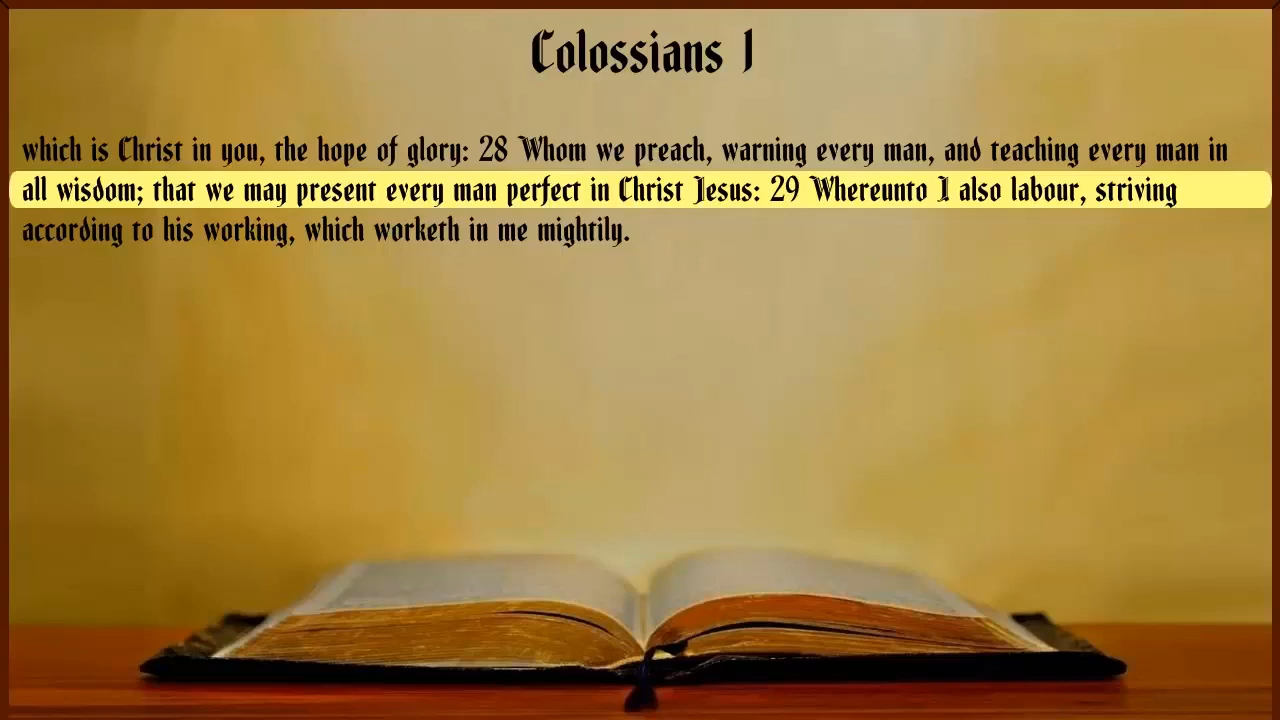 Colossians 1
which is Christ in you, the hope of glory: 28 Whom we preach, warning every man, and teaching every man in
all wisdom; that we may present every man perfect in Christ Jesus: 29 Whereunto I also labour, striving
according to his working, which worketh in me mightily.